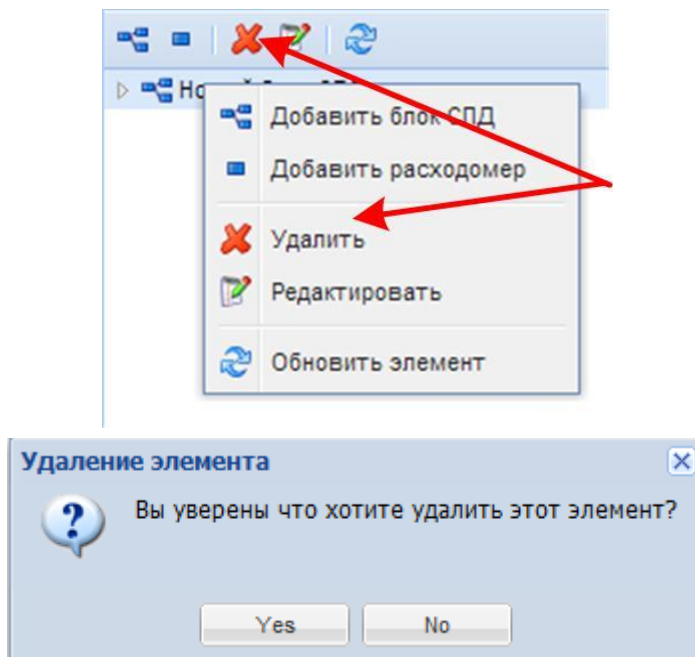 Добавить блок СПД
Добавить расходомер
Удалить
Редактировать
Обновить элемент
Удаление элемента
Вы уверены что хотите удалить этот элемент?
Yes
No